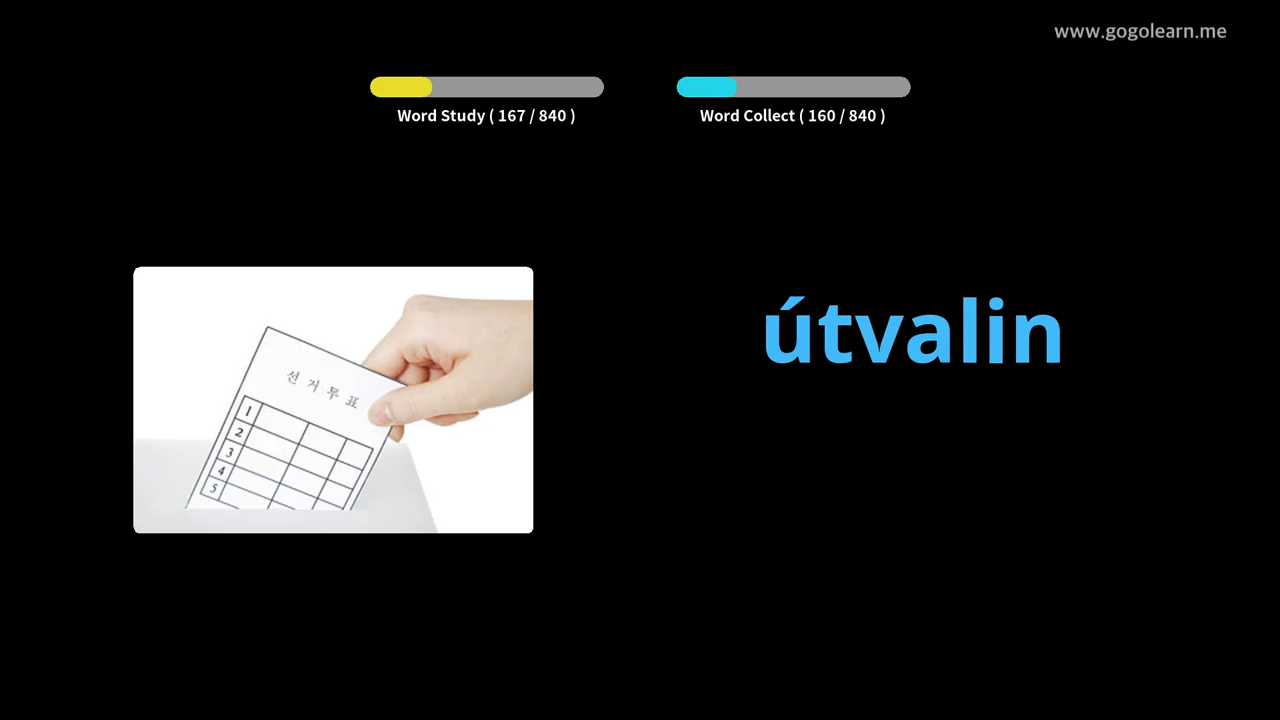 www.gogolearn.me
Word Study ( 167 / 840 )
Word Collect ( 160 / 840 )
útvalin
선거투표
1
2
3
4
5